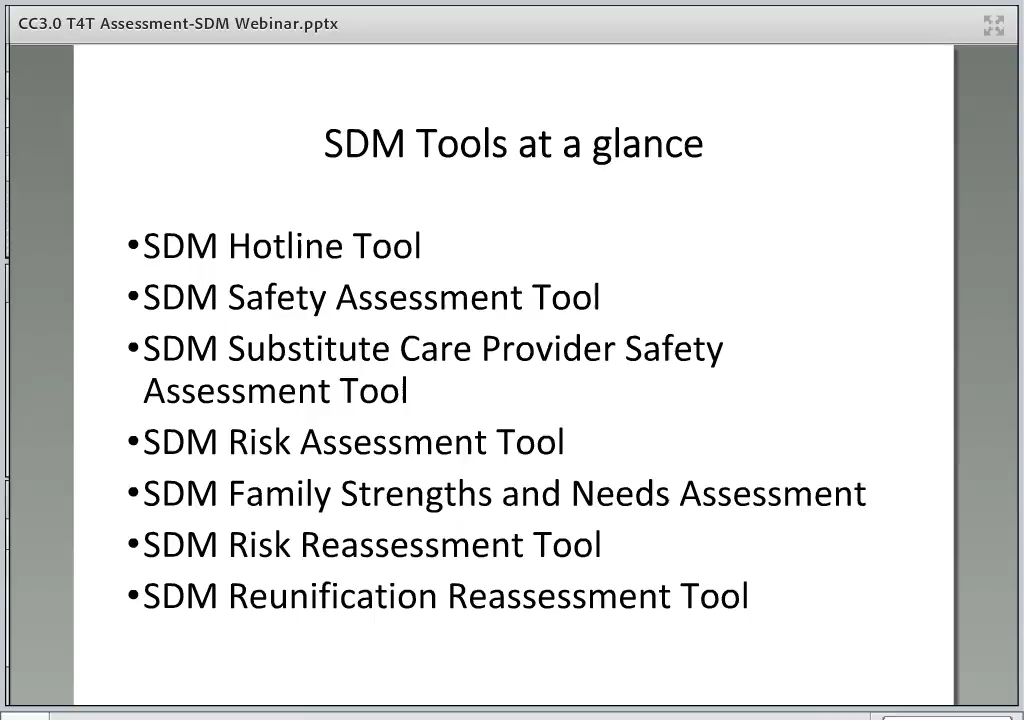 CC3.0 T4T Assessment-SDM Webinar.pptx
SDM Tools at a glance
•SDM Hotline Tool
•SDM Safety Assessment Tool
•SDM Substitute Care Provider Safety
Assessment Tool
•SDM Risk Assessment Tool
•SDM Family Strengths and Needs Assessment
•SDM Risk Reassessment Tool
•SDM Reunification Reassessment Tool